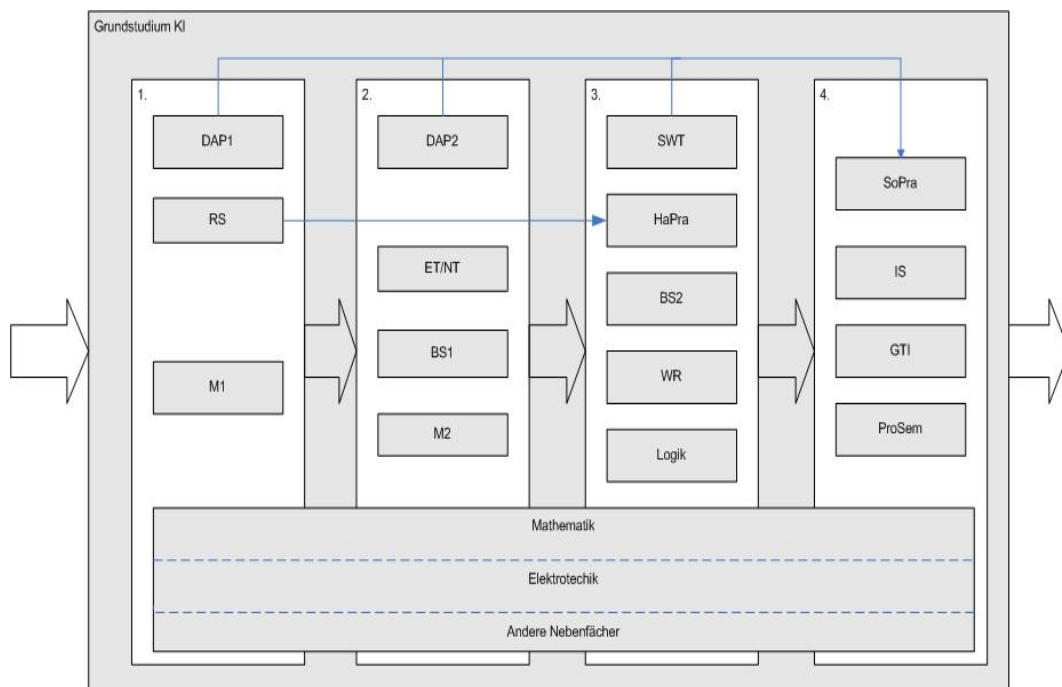 Grundstudium KI
1.
DAP1
RS
M1
2.
DAP2
ET/NT
BS1
M2
3.
SWT
HaPra
BS2
WR
Logik
4.
SoPra
IS
GTI
ProSem
Mathematik
Elektrotechik
Andere Nebenfächer